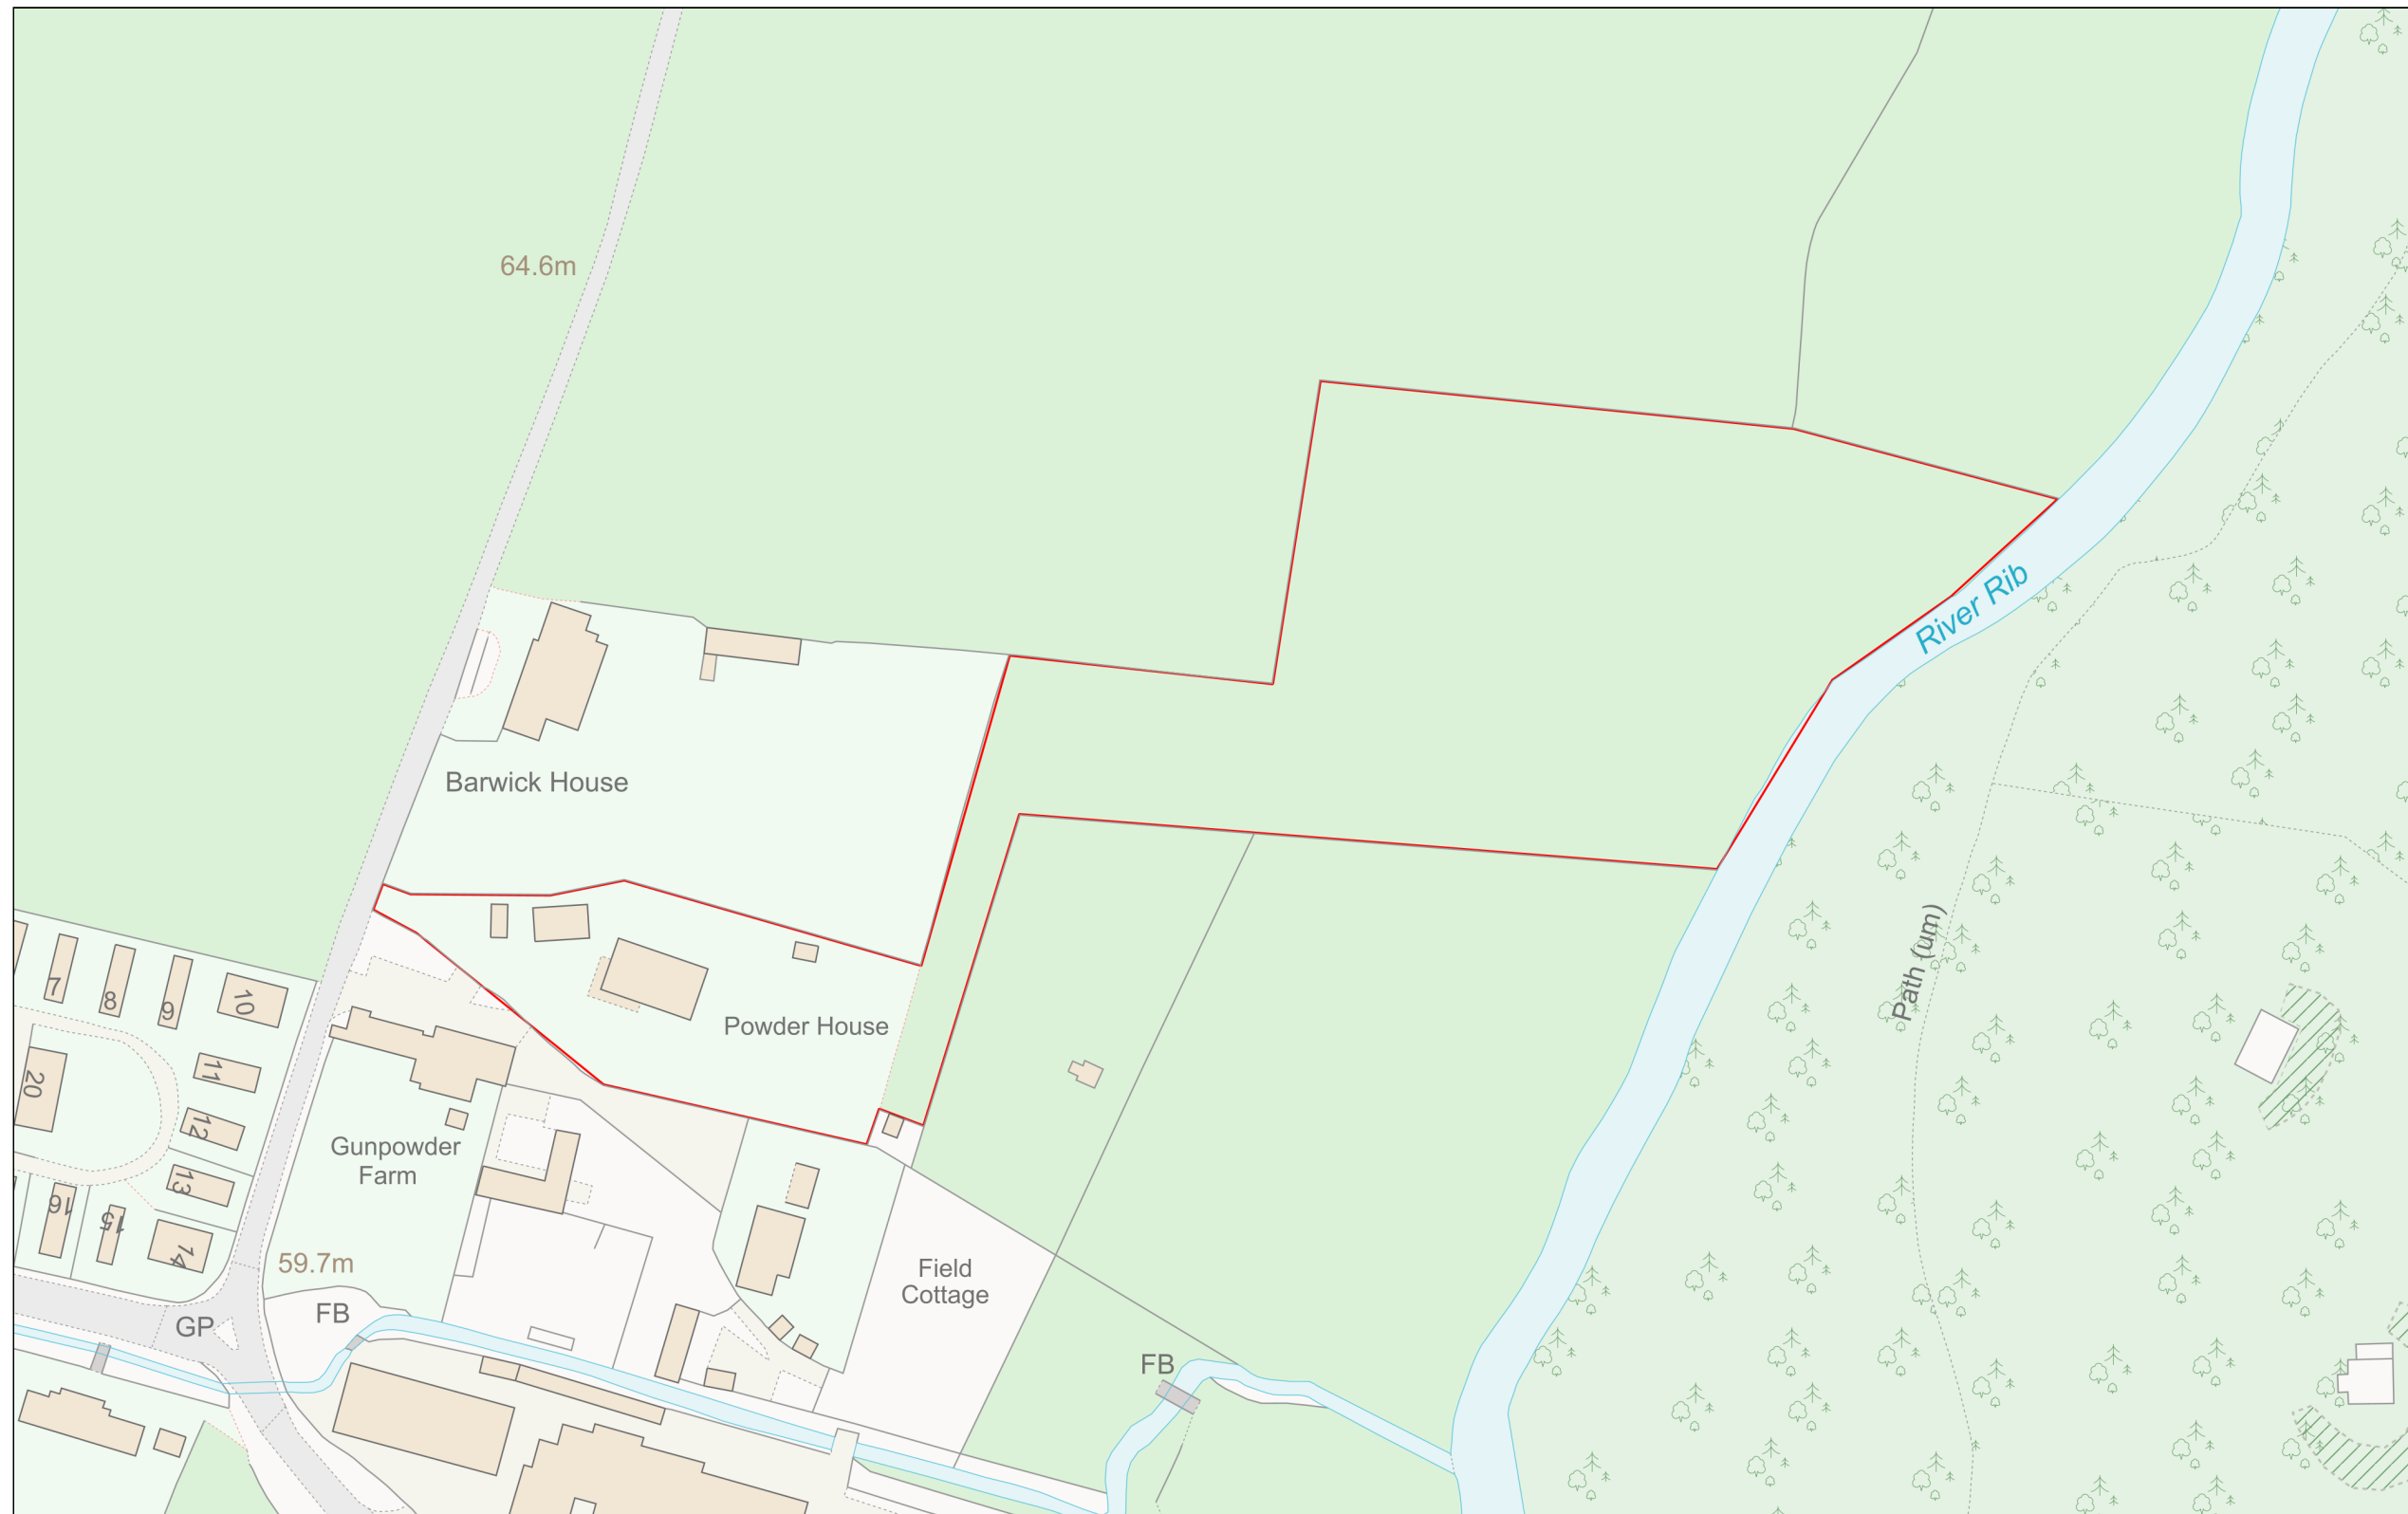 64.6m
River Rib
Barwick House
Path (um)
7
8
9
10
Powder House
20
11
12
Gunpowder
Farm
13
16
15
14
59.7m
Field
Cottage
FB
GP
FB